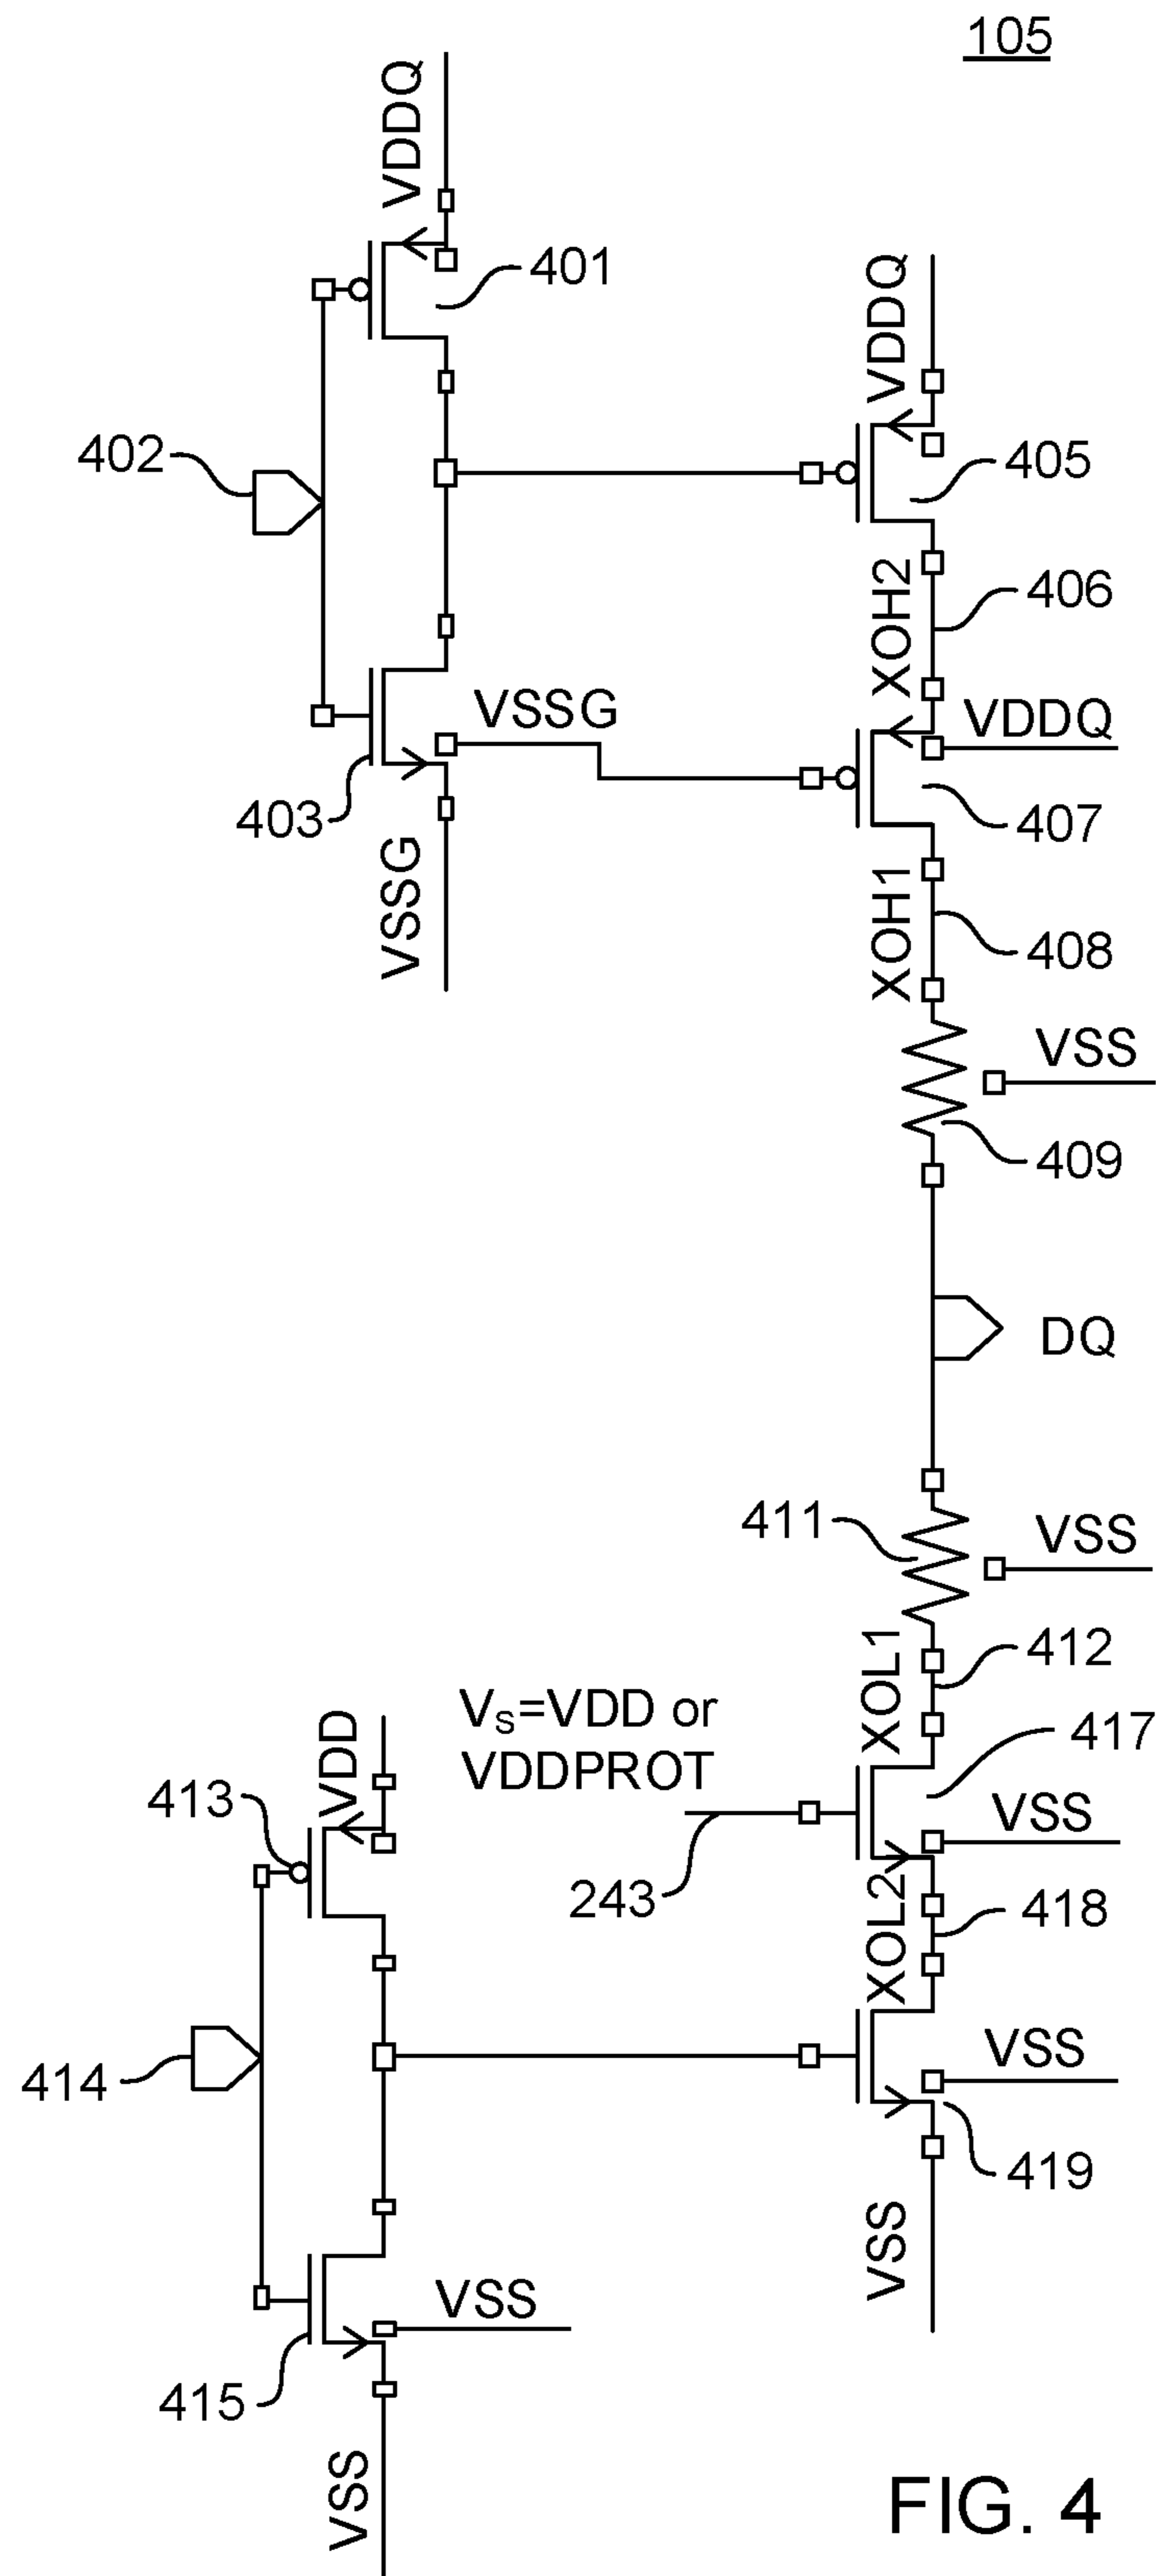 105
VDDQ
401
VDDQ
402
405
XOH2
406
VSSG
VDDQ
403
407
VSSG
XOH1
408
VSS
409
DQ
411
VSS
XOL1
412
VS=VDD or
VDDPROT
VDD
417
413
VSS
243
XOL2
418
414
VSS
419
VSS
VSS
415
VSS
FIG. 4